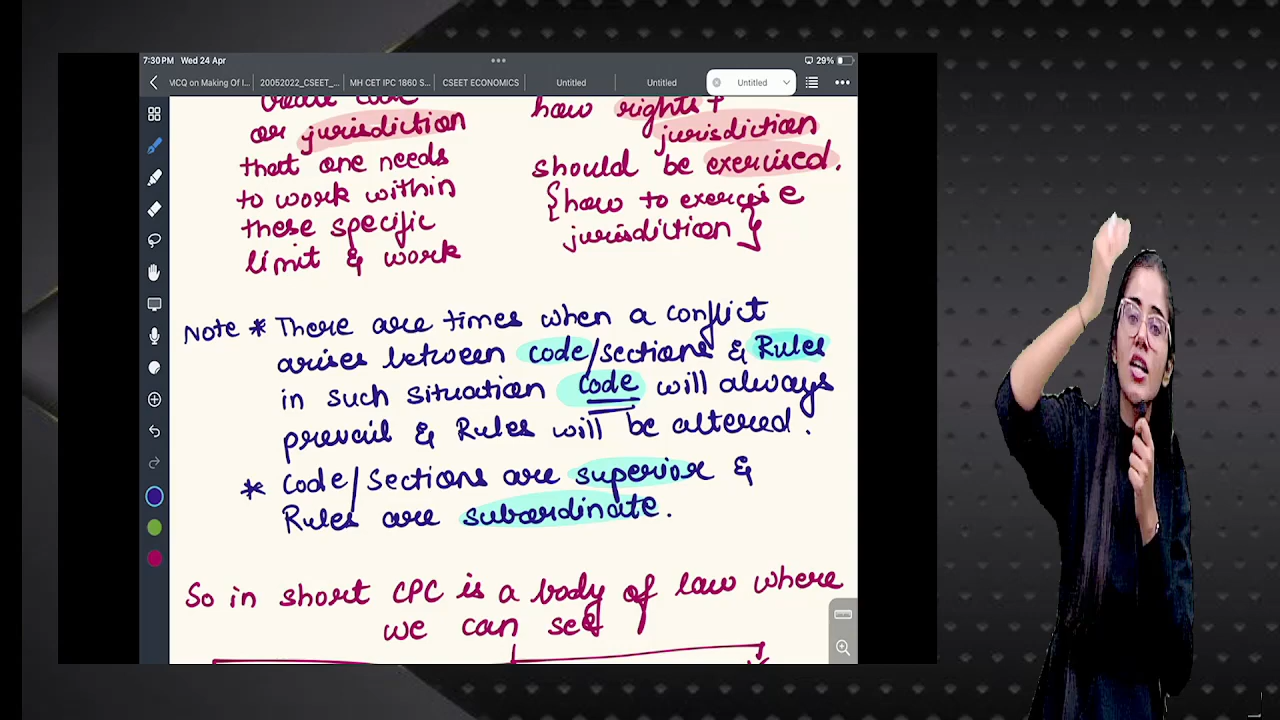 7:30 PM Wed 24 Apr
29%
MCQ on Making Of I...
20052022_CSEET_...
MH CET IPC 1860 S...
CSEET ECONOMICS
Untitled
Untitled
Untitled
or jurisdiction
that one needs
to work within
these specific
limit & work
how rights +
jurisdiction
should be exercised.
{how to exercise
jurisdiction}
Note * There are times when a conflict
arises between code/sections & Rules
in such situation code will always
prevail & Rules will be altered.
* Code/Sections are superior &
Rules are subordinate.
So in short CPC is a body of law where
we can see